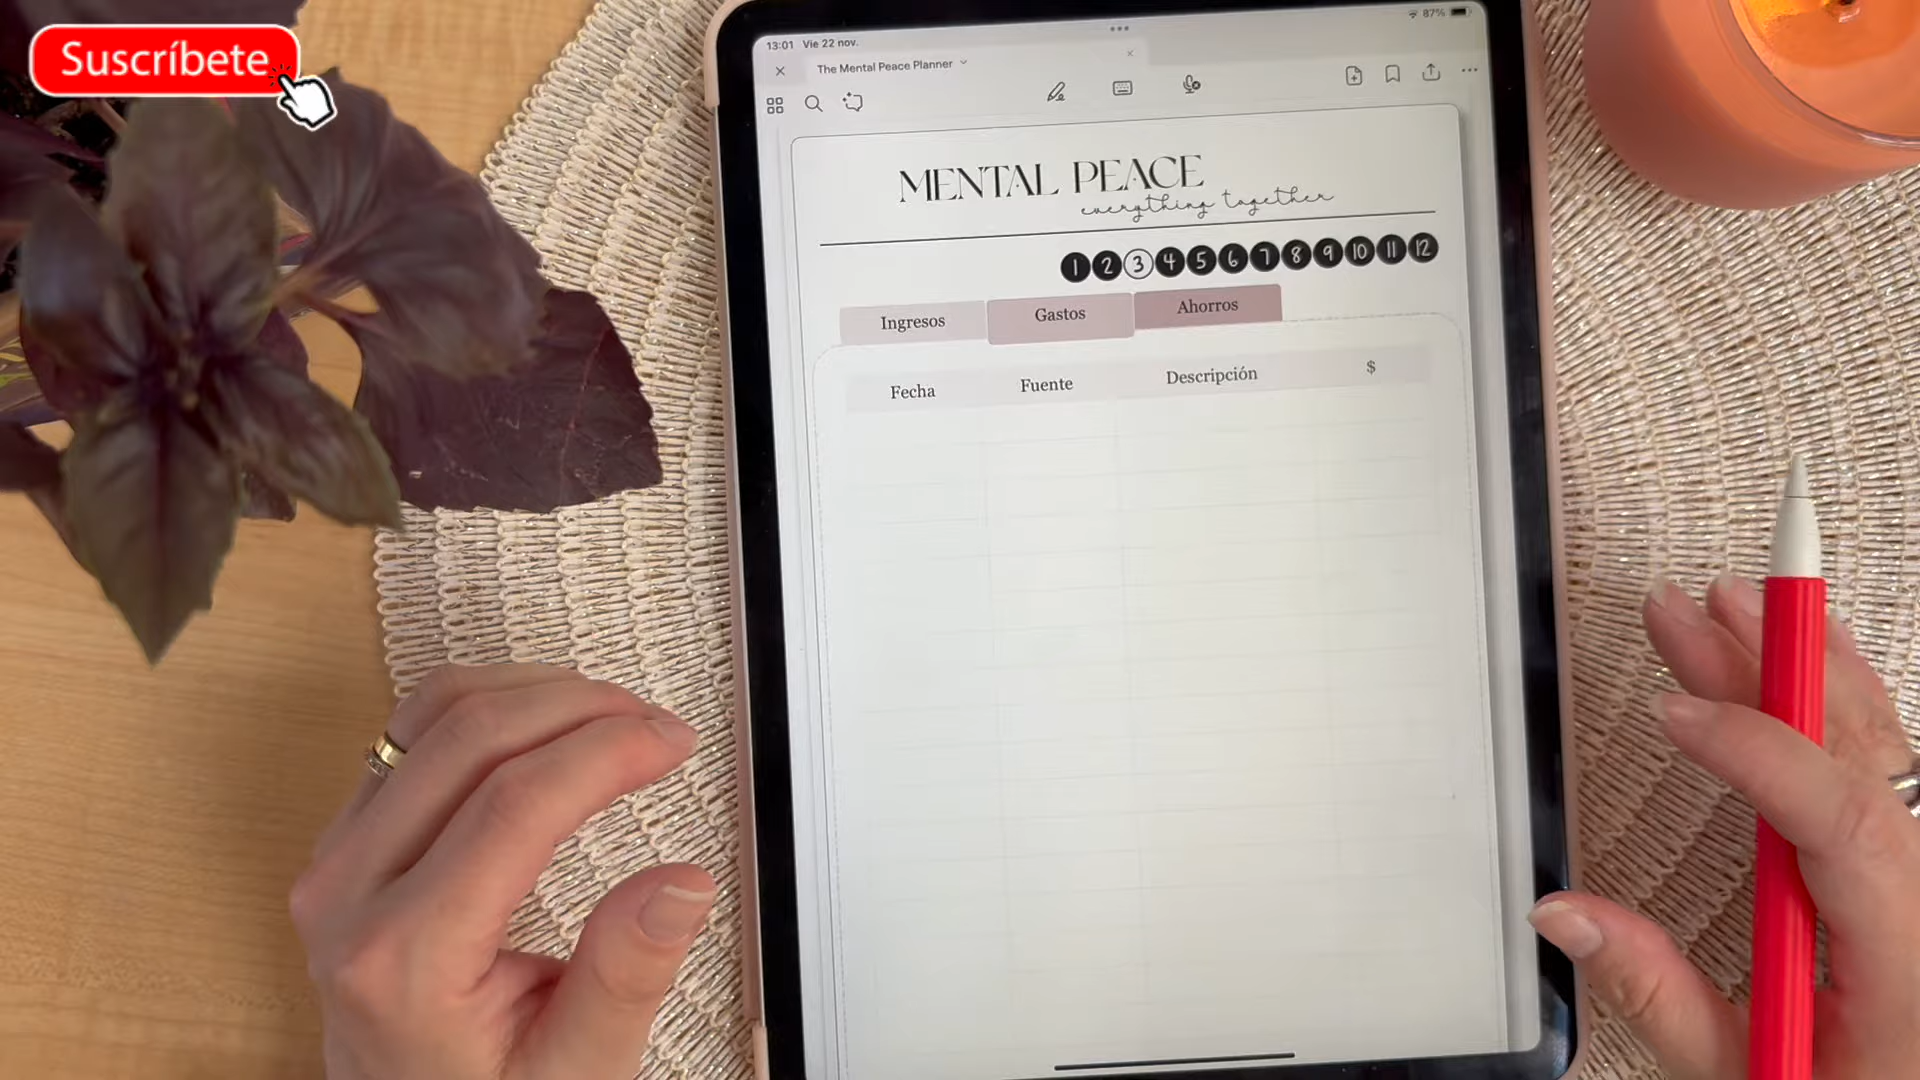 Suscríbete
13:01 Vie 22 nov.
87%
The Mental Peace Planner
MENTAL PEACE
everything together
1 2 3 4 5 6 7 8 9 10 11 12
Ingresos Gastos Ahorros
Fecha Fuente Descripción $